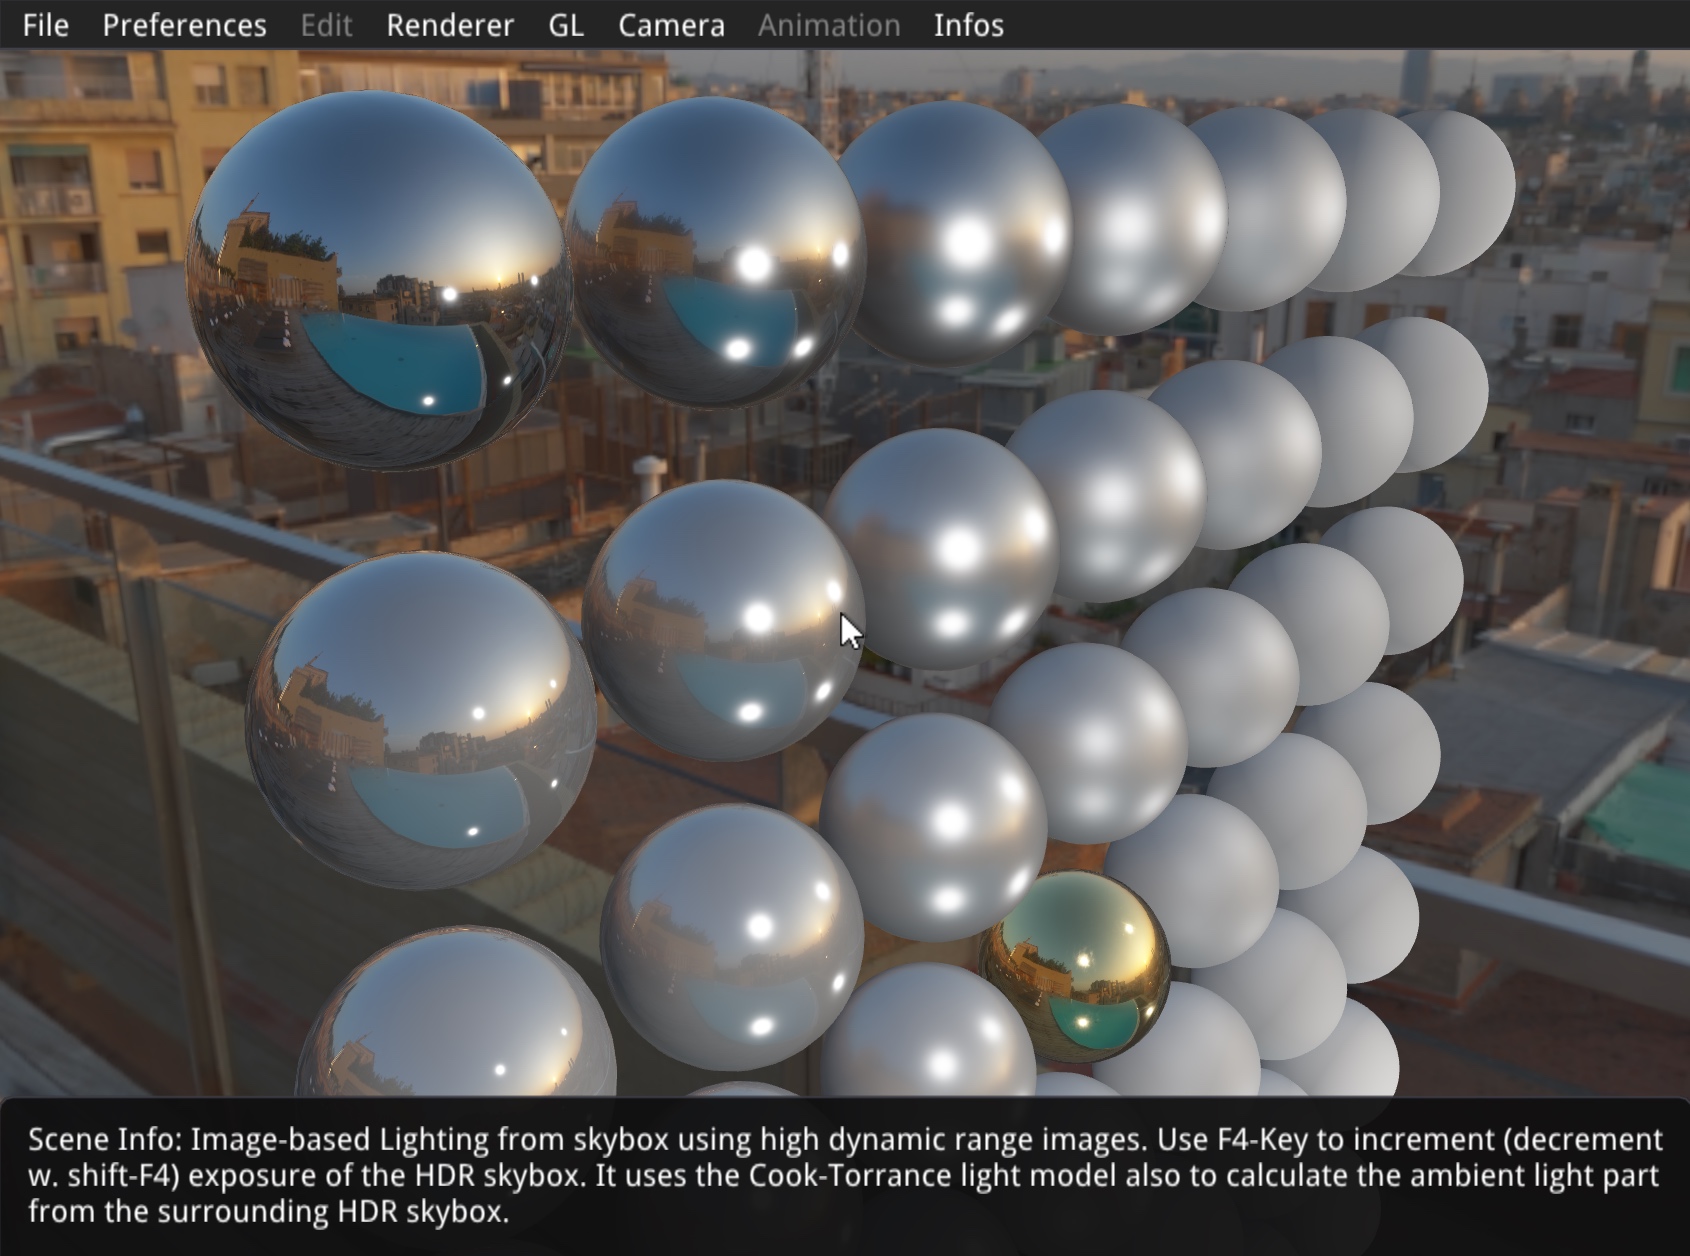 File Preferences Edit Renderer GL Camera Animation Infos
Scene Info: Image-based Lighting from skybox using high dynamic range images. Use F4-Key to increment (decrement
w. shift-F4) exposure of the HDR skybox. It uses the Cook-Torrance light model also to calculate the ambient light part
from the surrounding HDR skybox.